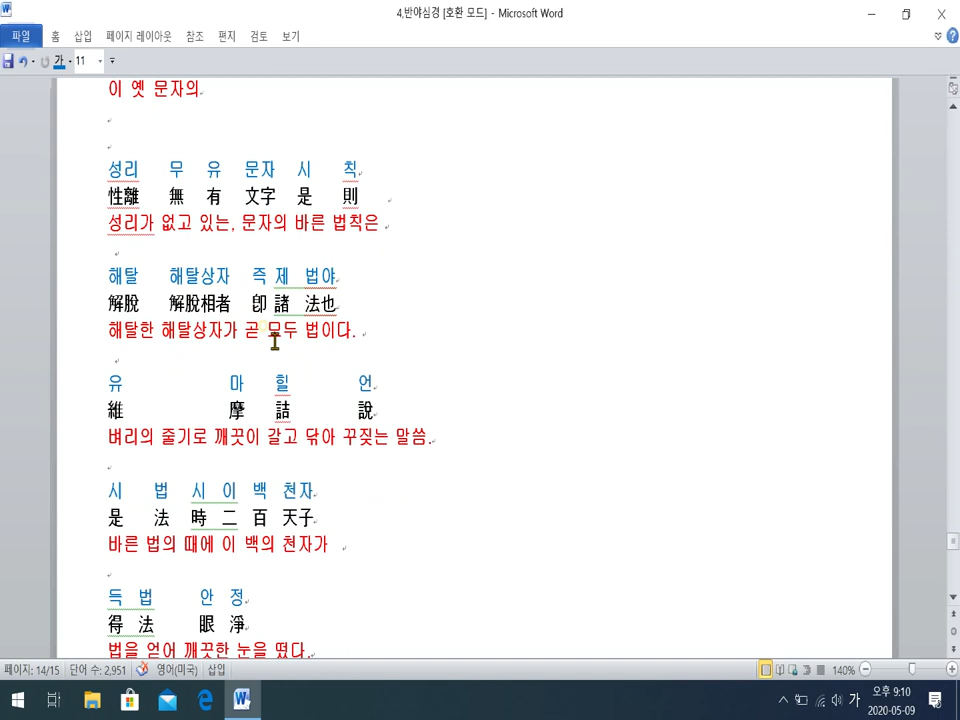 4,반야심경 [호환 모드] - Microsoft Word
파일 홈 삽입 페이지 레이아웃 참조 편지 검토 보기
가 11
이 옛 문자의
성리 무 유 문자 시 칙
性離 無 有 文字 是 則
성리가 없고 있는, 문자의 바른 법칙은
해탈 해탈상자 즉 제 법야
解脫 解脫相者 卽 諸 法也
해탈한 해탈상자가 곧 모두 법이다.
유 마 힐 언
維 摩 詰 說
벼리의 줄기로 깨끗이 갈고 닦아 꾸짖는 말씀.
시 법 시 이 백 천자
是 法 時 二 百 天子
바른 법의 때에 이 백의 천자가
득 법 안 정
得 法 眼 淨
법을 얻어 깨끗한 눈을 떴다.
페이지: 14/15 단어 수: 2,951 영어(미국) 삽입 140%
가 오후 9:10
2020-05-09